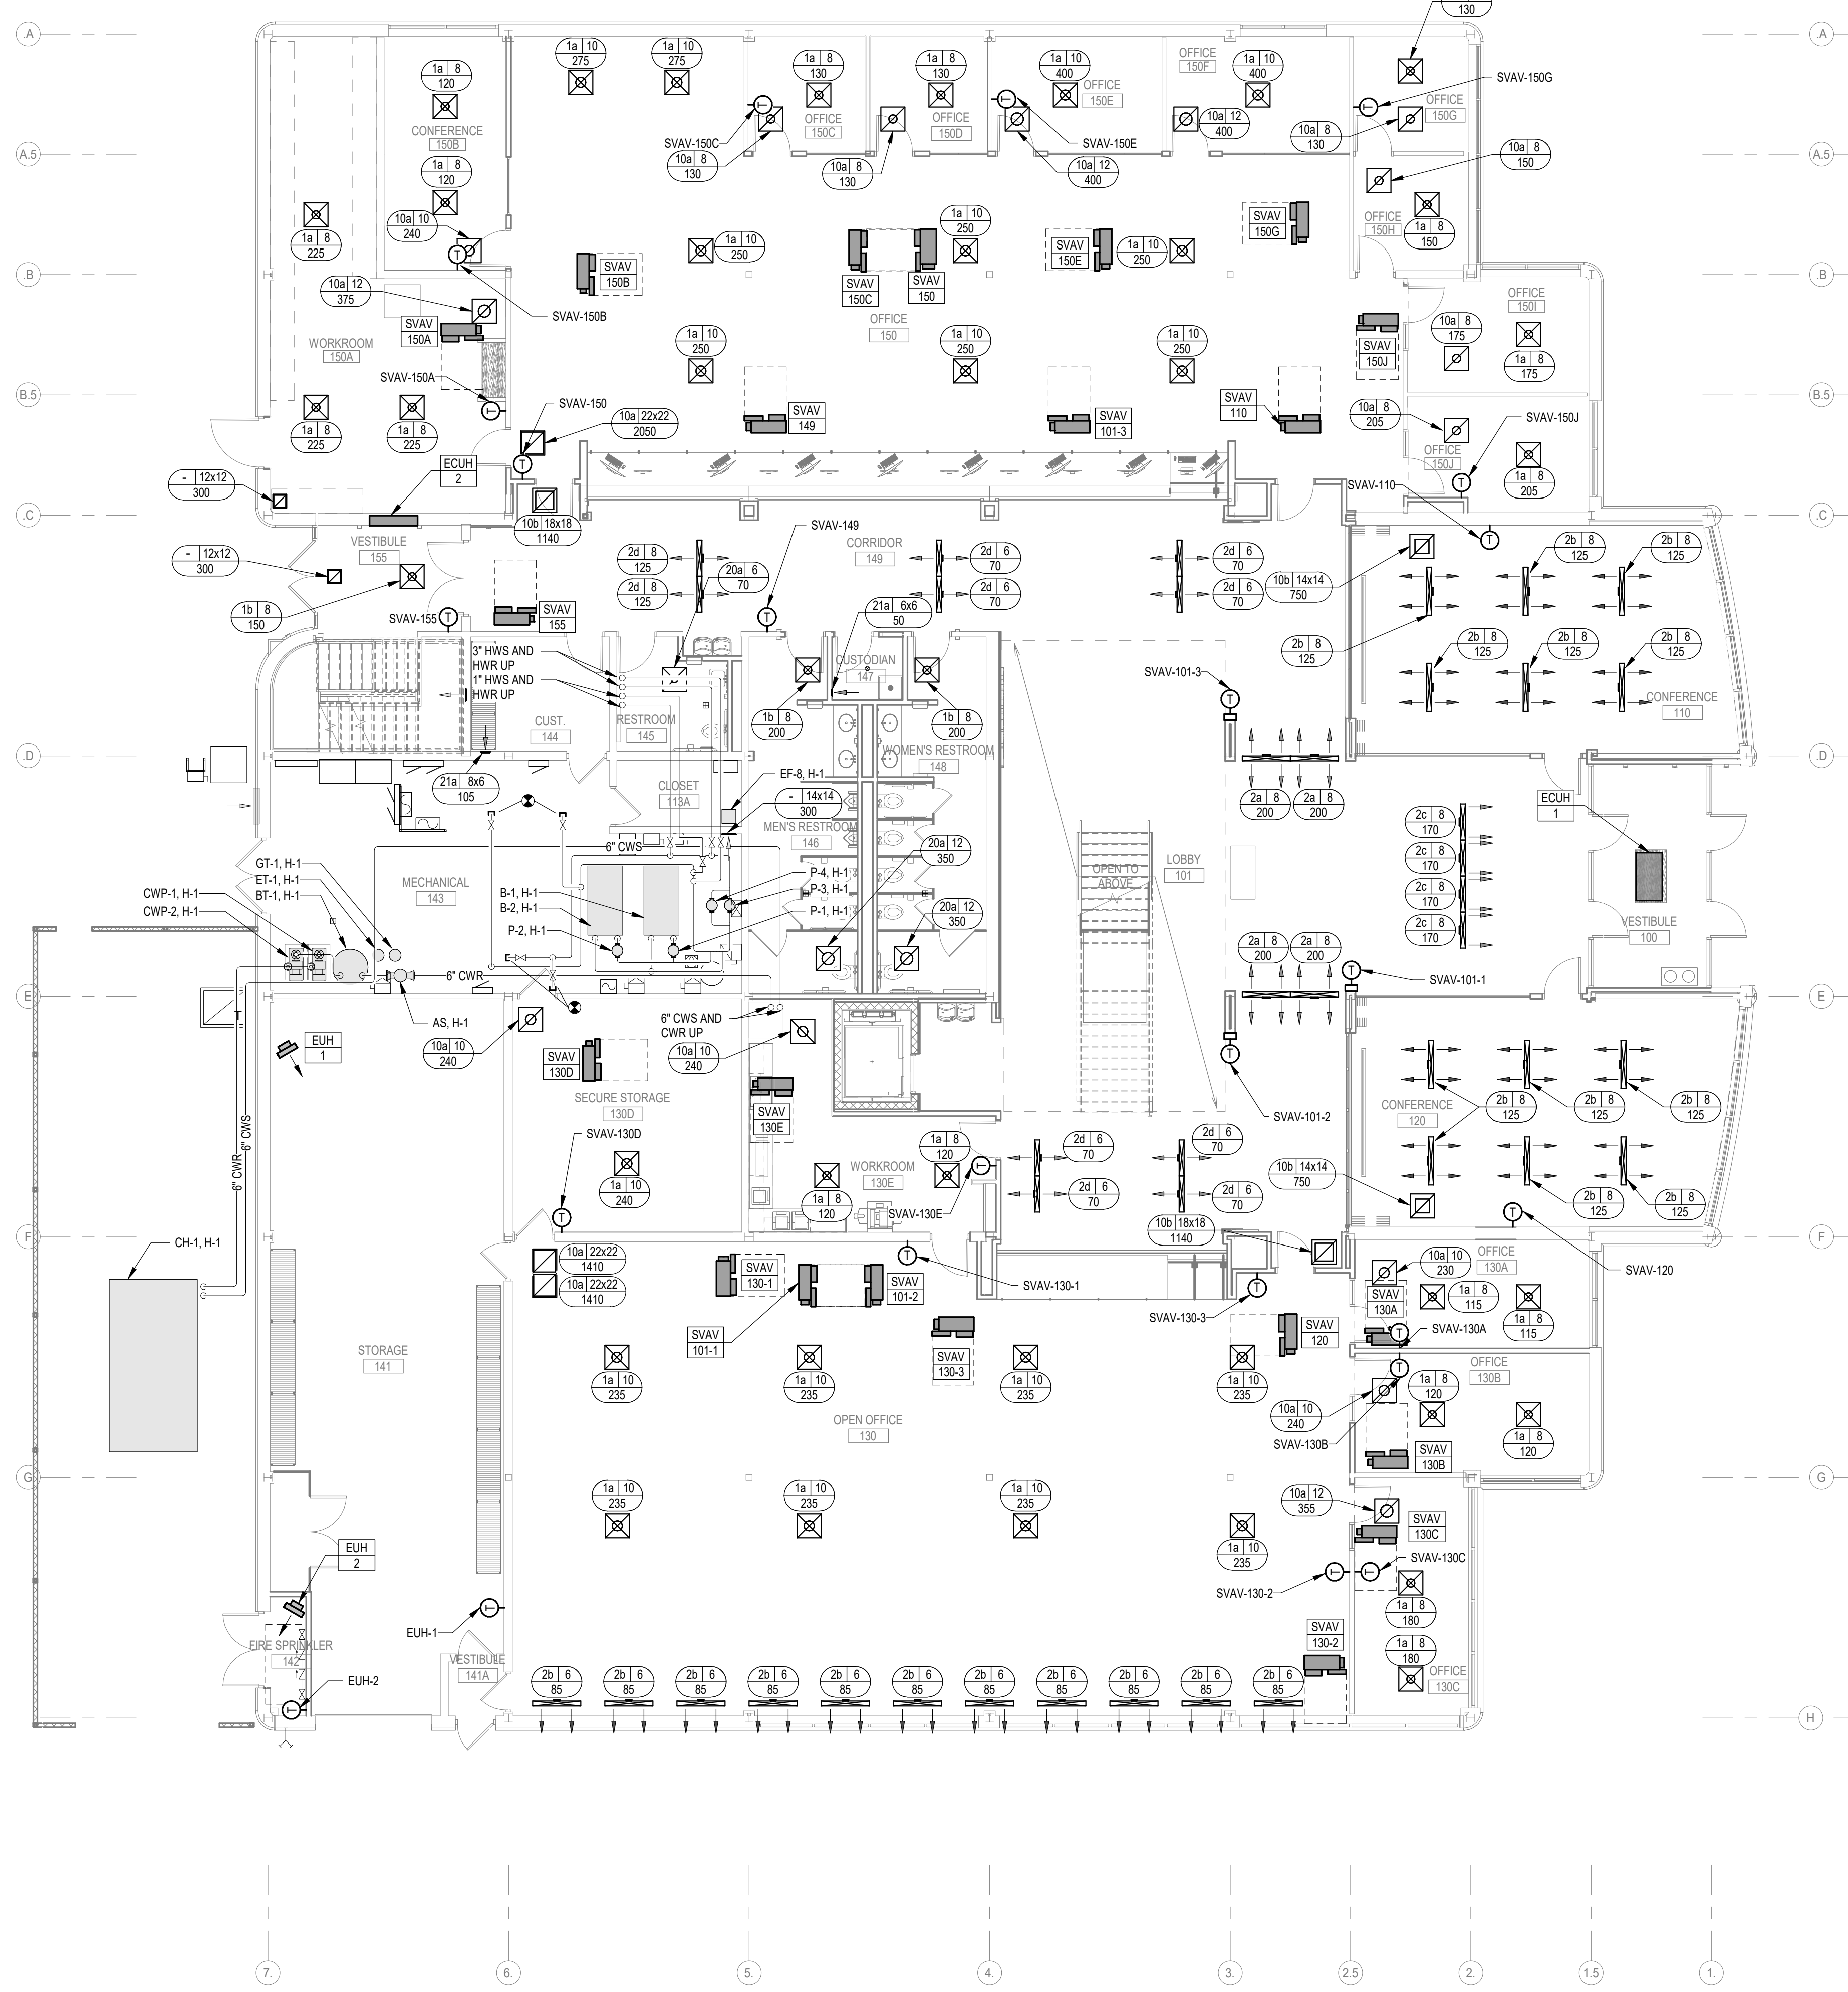 130
.A
.A
1a 10
275
1a 10
275
1a 8
130
1a 8
130
1a 10
400
OFFICE
150F
1a 10
400
1a 8
120
SVAV-150G
OFFICE
150E
OFFICE
150G
CONFERENCE
150B
OFFICE
150C
OFFICE
150D
10a 12
400
10a 8
130
SVAV-150C
SVAV-150E
A.5
A.5
1a 8
120
10a 8
130
10a 8
130
10a 12
400
10a 8
150
10a 10
240
1a 8
225
1a 10
250
1a 10
250
1a 10
250
SVAV
150G
OFFICE
150H
1a 8
150
SVAV
150B
SVAV
150E
.B
.B
10a 12
375
SVAV
150C
SVAV
150
SVAV-150B
OFFICE
150
OFFICE
150I
SVAV
150A
WORKROOM
150A
1a 10
250
1a 10
250
1a 10
250
SVAV
150J
10a 8
175
1a 8
175
SVAV-150A
B.5
B.5
SVAV-150
1a 8
225
1a 8
225
10a 22x22
2050
SVAV
149
SVAV
101-3
SVAV
110
10a 8
205
SVAV-150J
OFFICE
150J
1a 8
205
ECUH
2
- 12x12
300
SVAV-110
.C
.C
10b 18x18
1140
SVAV-149
VESTIBULE
155
CORRIDOR
149
- 12x12
300
2d 8
125
2d 8
125
20a 6
70
2d 6
70
2d 6
70
2d 6
70
2d 6
70
10b 14x14
750
2b 8
125
2b 8
125
1b 8
150
SVAV-155
SVAV
155
21a 6x6
50
2b 8
125
2b 8
125
2b 8
125
2b 8
125
3" HWS AND
HWR UP
1" HWS AND
HWR UP
CUSTODIAN
147
SVAV-101-3
CONFERENCE
110
CUST.
144
RESTROOM
145
1b 8
200
1b 8
200
WOMEN'S RESTROOM
148
.D
.D
21a 8x6
105
CLOSET
113A
EF-8, H-1
- 14x14
300
2a 8
200
2a 8
200
ECUH
1
MEN'S RESTROOM
146
2c 8
170
2c 8
170
2c 8
170
2c 8
170
6" CWS
GT-1, H-1
ET-1, H-1
BT-1, H-1
CWP-1, H-1
CWP-2, H-1
MECHANICAL
143
B-1, H-1
B-2, H-1
P-2, H-1
P-4, H-1
P-3, H-1
P-1, H-1
20a 12
350
20a 12
350
LOBBY
101
OPEN TO
ABOVE
VESTIBULE
100
2a 8
200
2a 8
200
SVAV-101-1
6" CWR
E
E
AS, H-1
10a 10
240
6" CWS AND
CWR UP
10a 10
240
EUH
1
SVAV
130D
SVAV-101-2
SECURE STORAGE
130D
SVAV
130E
CONFERENCE
120
2b 8
125
2b 8
125
2b 8
125
6" CWR
6" CWS
SVAV-130D
1a 10
240
1a 8
120
WORKROOM
130E
1a 8
120
SVAV-130E
2d 6
70
2d 6
70
2d 6
70
2d 6
70
10b 14x14
750
2b 8
125
2b 8
125
10b 18x18
1140
F
F
CH-1, H-1
10a 22x22
1410
10a 22x22
1410
SVAV
130-1
SVAV
101-2
SVAV-130-1
10a 10
230
OFFICE
130A
SVAV-120
SVAV
130A
1a 8
115
1a 8
115
SVAV-130-3
SVAV
101-1
SVAV
130-3
SVAV
120
SVAV-130A
STORAGE
141
1a 10
235
1a 10
235
1a 10
235
1a 10
235
OFFICE
130B
1a 8
120
OPEN OFFICE
130
10a 10
240
SVAV-130B
1a 8
120
SVAV
130B
G
G
1a 10
235
1a 10
235
1a 10
235
10a 12
355
SVAV
130C
1a 10
235
SVAV-130C
SVAV-130-2
EUH
2
1a 8
180
EUH-1
SVAV
130-2
1a 8
180
FIRE SPRINKLER
142
VESTIBULE
141A
OFFICE
130C
EUH-2
2b 6
85
2b 6
85
2b 6
85
2b 6
85
2b 6
85
2b 6
85
2b 6
85
2b 6
85
2b 6
85
2b 6
85
2b 6
85
H
7.
6.
5.
4.
3.
2.5
2.
1.5
1.